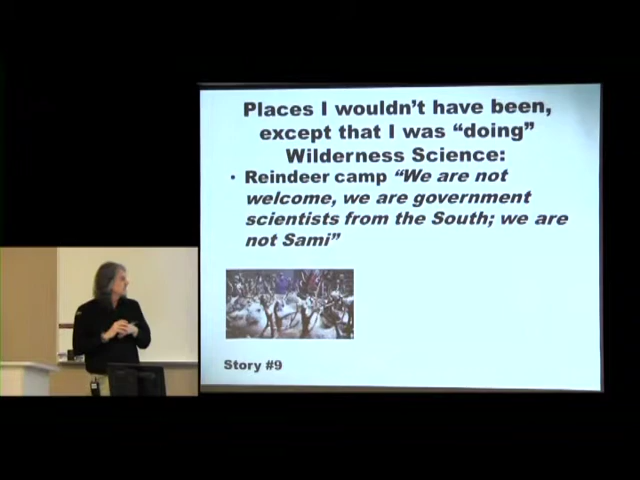 Places I wouldn't have been,
except that I was “doing”
Wilderness Science:
• Reindeer camp “We are not
welcome, we are government
scientists from the South; we are
not Sami”
Story #9